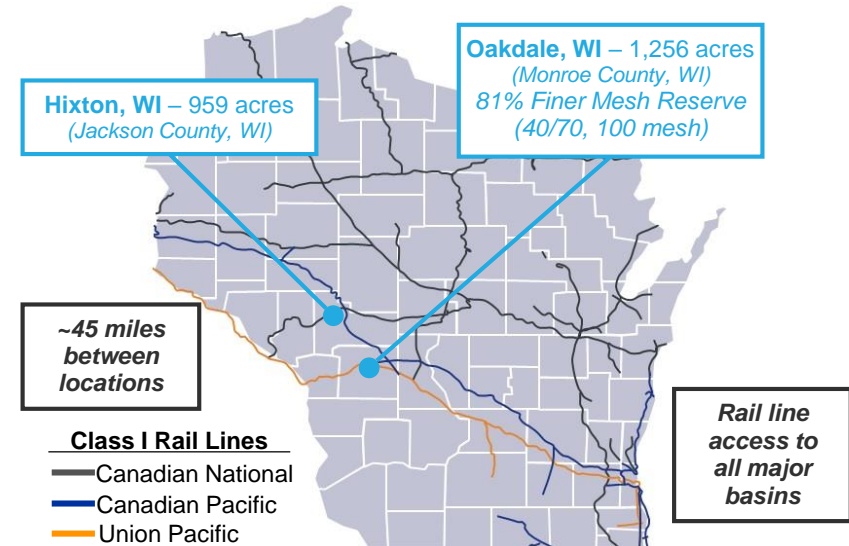 Hixton, WI – 959 acres
(Jackson County, WI)
Oakdale, WI – 1,256 acres
(Monroe County, WI)
81% Finer Mesh Reserve
(40/70, 100 mesh)
~45 miles
between
locations
Class I Rail Lines
Canadian National
Canadian Pacific
Union Pacific
Rail line
access to
all major
basins